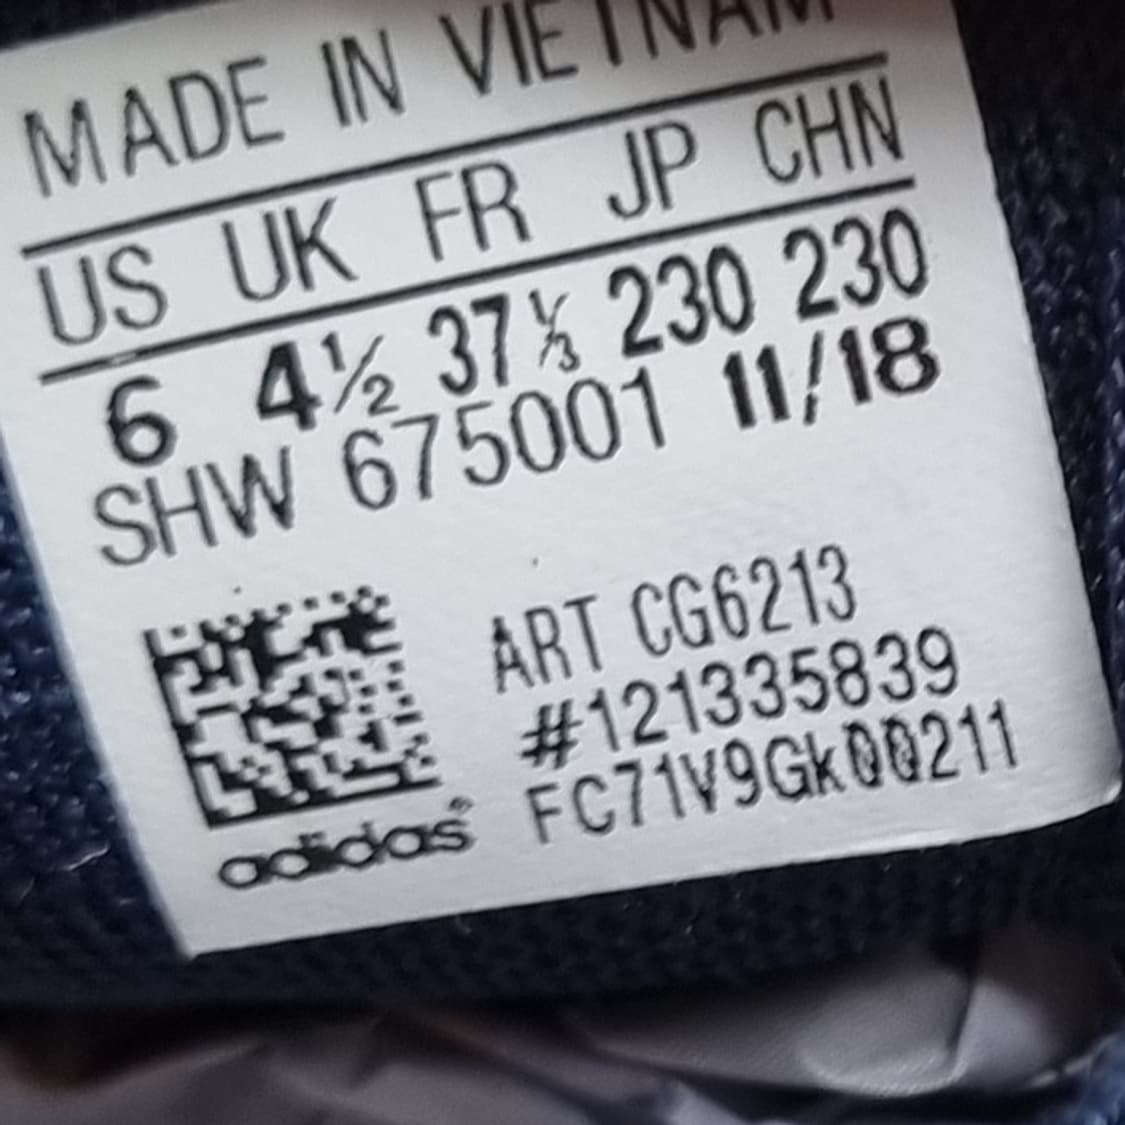 MADE IN VIETNAM
US UK FR JP CHN
6 4½ 37⅓ 230 230
SHW 675001 11/18
ART CG6213
#121335839
FC71V9Gk00211
adidas®